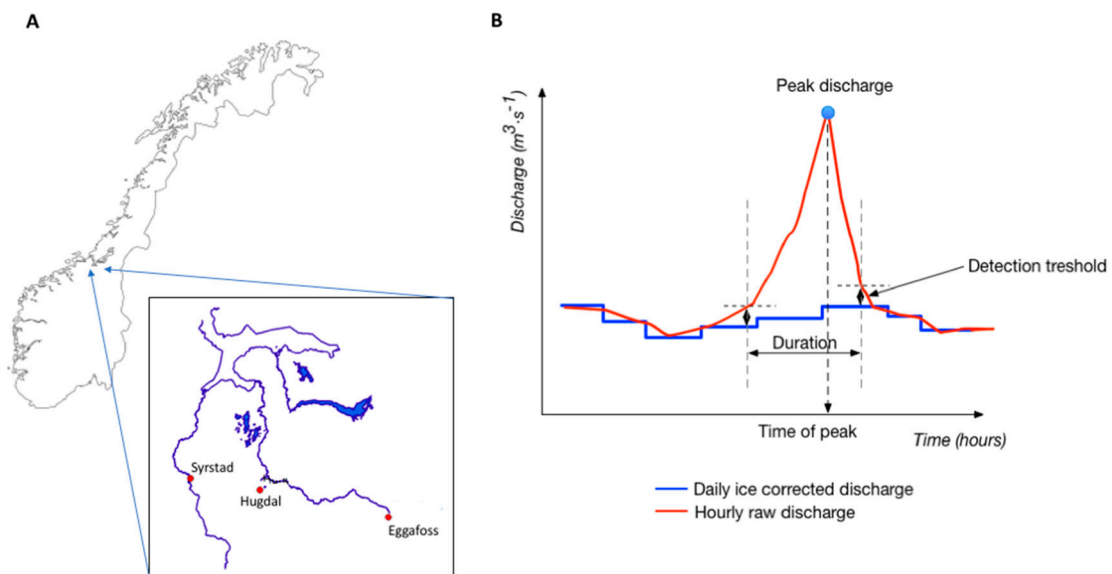 A
Syrstad
Hugdal
Eggafoss
B
Peak discharge
Discharge (m³·s⁻¹)
Detection treshold
Duration
Time of peak
Time (hours)
Daily ice corrected discharge
Hourly raw discharge